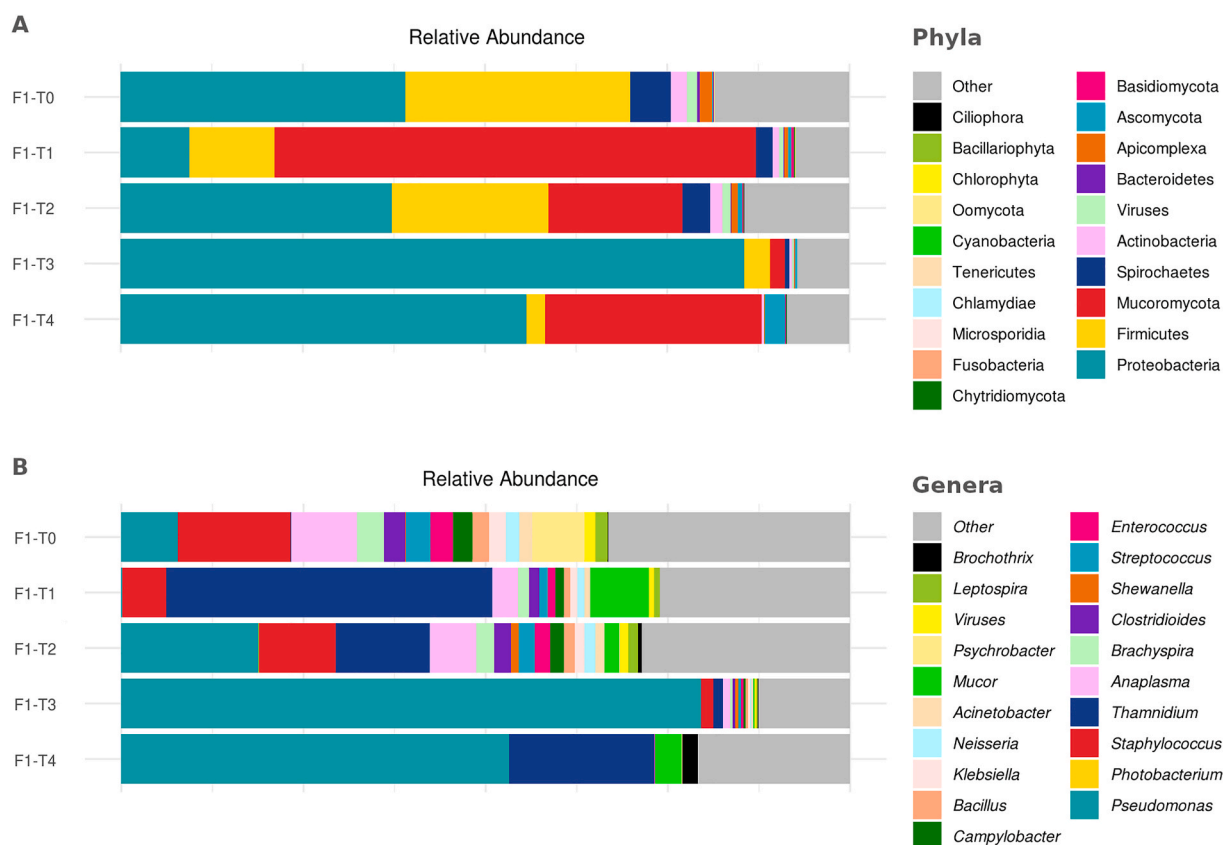 A
Relative Abundance
F1-T0
F1-T1
F1-T2
F1-T3
F1-T4
Phyla
Other
Ciliophora
Bacillariophyta
Chlorophyta
Oomycota
Cyanobacteria
Tenericutes
Chlamydiae
Microsporidia
Fusobacteria
Chytridiomycota
Basidiomycota
Ascomycota
Apicomplexa
Bacteroidetes
Viruses
Actinobacteria
Spirochaetes
Mucoromycota
Firmicutes
Proteobacteria
B
Relative Abundance
F1-T0
F1-T1
F1-T2
F1-T3
F1-T4
Genera
Other
Brochothrix
Leptospira
Viruses
Psychrobacter
Mucor
Acinetobacter
Neisseria
Klebsiella
Bacillus
Campylobacter
Enterococcus
Streptococcus
Shewanella
Clostridioides
Brachyspira
Anaplasma
Thamnidium
Staphylococcus
Photobacterium
Pseudomonas